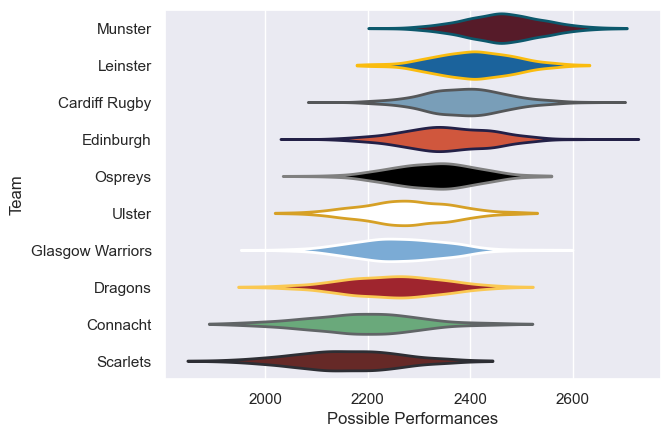 Team
Munster
Leinster
Cardiff Rugby
Edinburgh
Ospreys
Ulster
Glasgow Warriors
Dragons
Connacht
Scarlets
2000 2200 2400 2600
Possible Performances